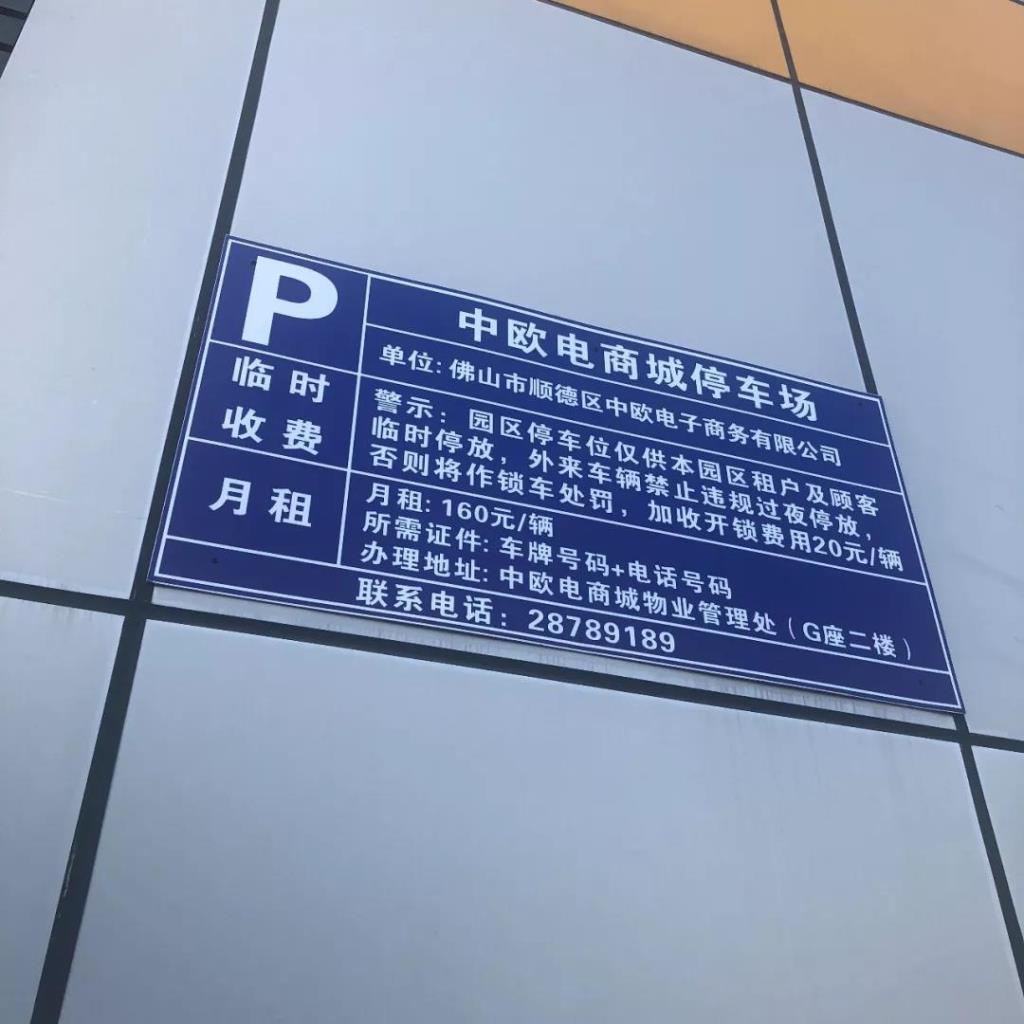 P
中欧电商城停车场
单位:佛山市顺德区中欧电子商务有限公司
临时
收费
警示：园区停车位仅供本园区租户及顾客
临时停放，外来车辆禁止违规过夜停放，
否则将作锁车处罚，加收开锁费用20元/辆
月租
月租:160元/辆
所需证件:车牌号码+电话号码
办理地址:中欧电商城物业管理处（G座二楼）
联系电话：28789189